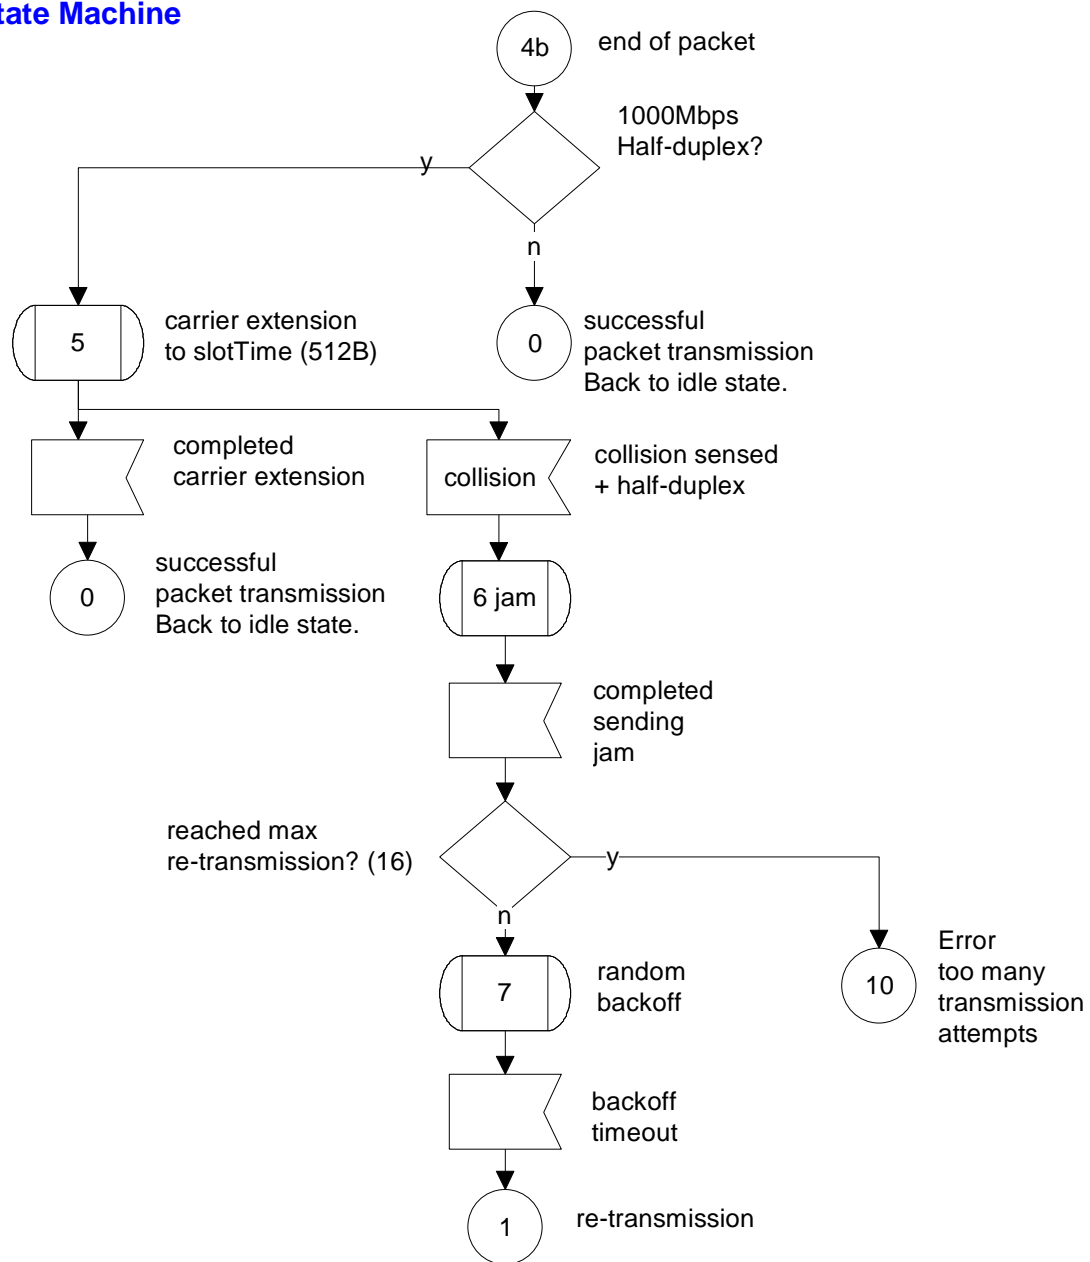 tate Machine
4b
end of packet
1000Mbps
Half-duplex?
y
n
5
carrier extension
to slotTime (512B)
0
successful
packet transmission
Back to idle state.
completed
carrier extension
collision
collision sensed
+ half-duplex
0
successful
packet transmission
Back to idle state.
6 jam
completed
sending
jam
reached max
re-transmission? (16)
y
n
7
random
backoff
10
Error
too many
transmission
attempts
backoff
timeout
1
re-transmission